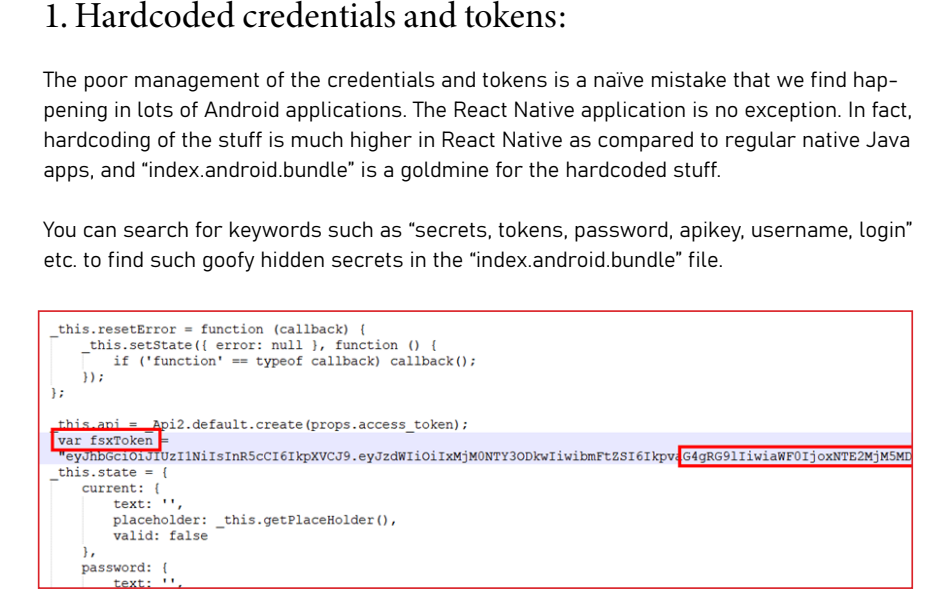 1. Hardcoded credentials and tokens:
The poor management of the credentials and tokens is a naïve mistake that we find hap-
pening in lots of Android applications. The React Native application is no exception. In fact,
hardcoding of the stuff is much higher in React Native as compared to regular native Java
apps, and “index.android.bundle” is a goldmine for the hardcoded stuff.
You can search for keywords such as “secrets, tokens, password, apikey, username, login”
etc. to find such goofy hidden secrets in the “index.android.bundle” file.
_this.resetError = function (callback) {
_this.setState({ error: null }, function () {
if ('function' == typeof callback) callback();
});
};
_this.api = _Api2.default.create(props.access_token);
var fsxToken =
"eyJhbGciOiJIUzI1NiIsInR5cCI6IkpXVCJ9.eyJzdWIiOiIxMjM0NTY3ODkwIiwibmFtZSI6IkpvaG4gRG9lIiwiaWF0IjoxNTE2MjM5MD
_this.state = {
current: {
text: '',
placeholder: _this.getPlaceHolder(),
valid: false
},
password: {
text: '',